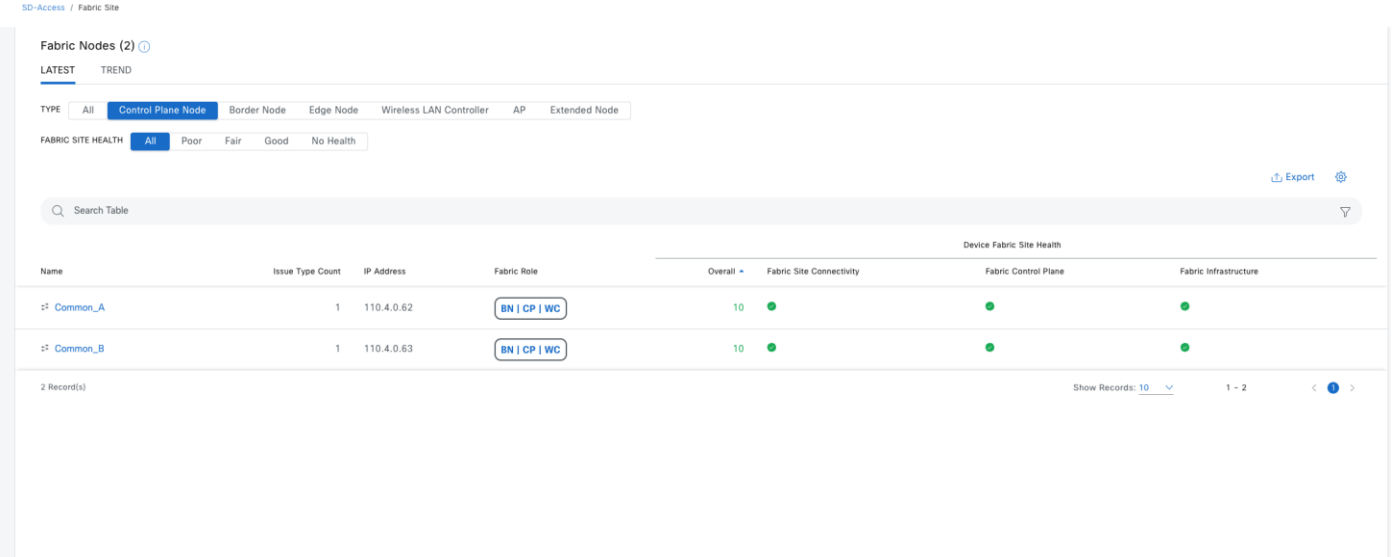 SD-Access / Fabric Site
Fabric Nodes (2)
LATEST TREND
TYPE All Control Plane Node Border Node Edge Node Wireless LAN Controller AP Extended Node
FABRIC SITE HEALTH All Poor Fair Good No Health
Export
Search Table
Device Fabric Site Health
Name Issue Type Count IP Address Fabric Role Overall Fabric Site Connectivity Fabric Control Plane Fabric Infrastructure
Common_A 1 110.4.0.62 BN | CP | WC 10
Common_B 1 110.4.0.63 BN | CP | WC 10
2 Record(s) Show Records: 10 1 - 2 1